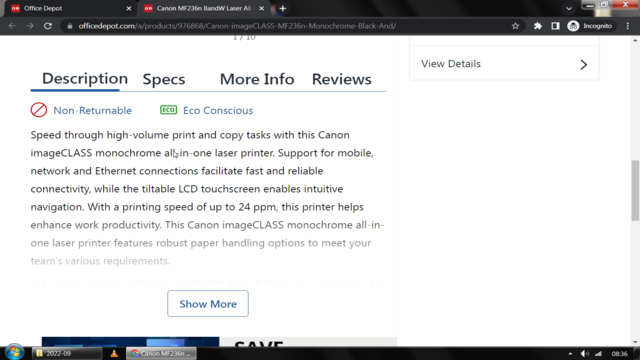 Office Depot
Canon MF236n BandW Laser All
officedepot.com/a/products/976868/Canon-imageCLASS-MF236n-Monochrome-Black-And/
Incognito
1 / 10
View Details
Description Specs More Info Reviews
Non-Returnable
ECO Eco Conscious
Speed through high-volume print and copy tasks with this Canon
imageCLASS monochrome all-in-one laser printer. Support for mobile,
network and Ethernet connections facilitate fast and reliable
connectivity, while the tiltable LCD touchscreen enables intuitive
navigation. With a printing speed of up to 24 ppm, this printer helps
enhance work productivity. This Canon imageCLASS monochrome all-in-
one laser printer features robust paper handling options to meet your
team's various requirements.
Show More
SAVE
2022-09
Canon MF236n ...
08:36